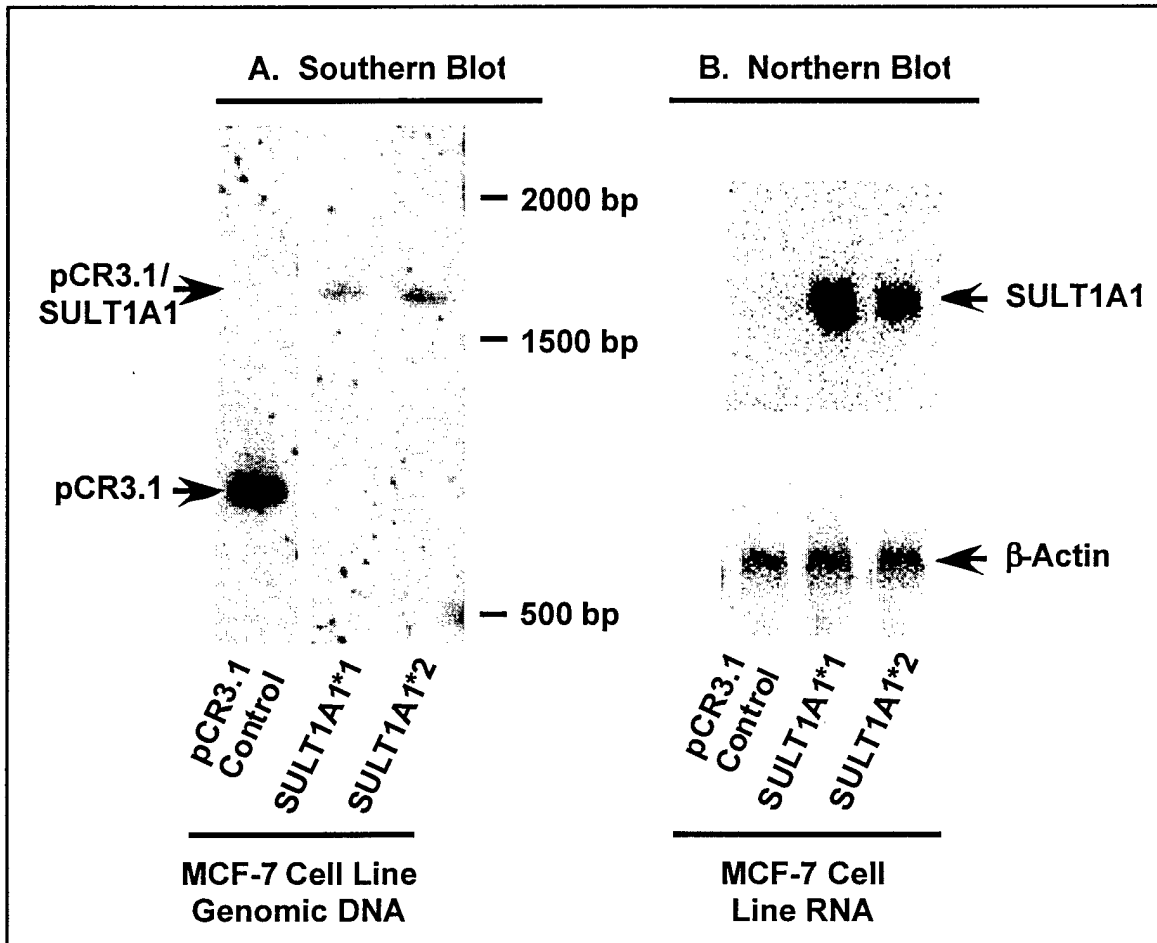 A. Southern Blot
pCR3.1/
SULT1A1
pCR3.1
2000 bp
1500 bp
500 bp
pCR3.1
Control
SULT1A1*1
SULT1A1*2
MCF-7 Cell Line
Genomic DNA
B. Northern Blot
SULT1A1
β-Actin
pCR3.1
Control
SULT1A1*1
SULT1A1*2
MCF-7 Cell
Line RNA